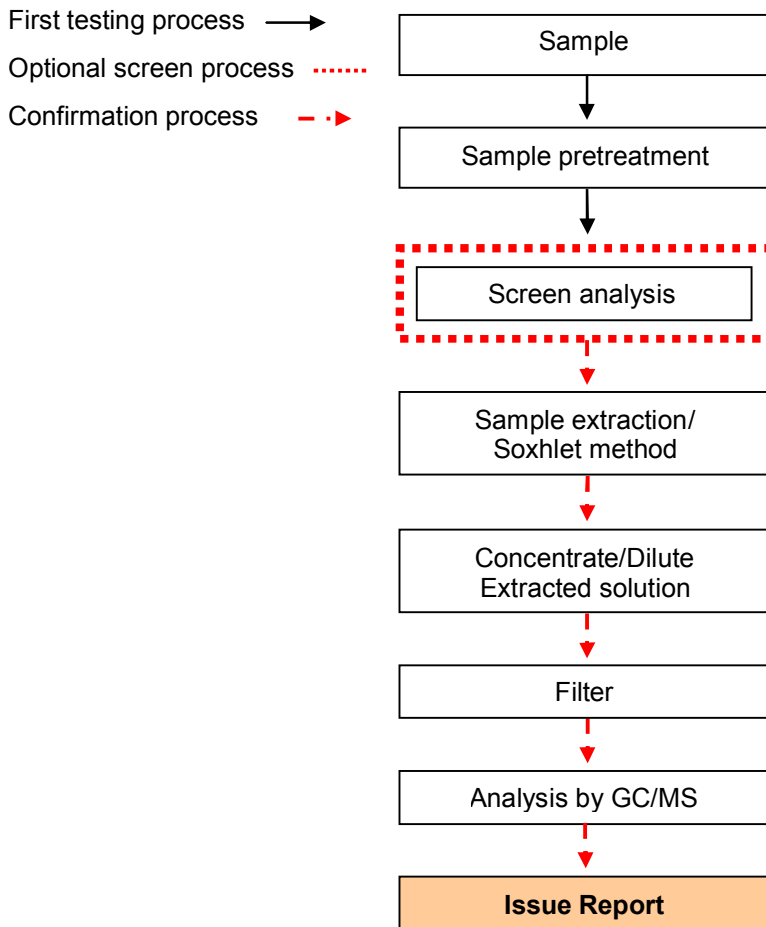 First testing process
Optional screen process
Confirmation process
Sample
Sample pretreatment
Screen analysis
Sample extraction/
Soxhlet method
Concentrate/Dilute
Extracted solution
Filter
Analysis by GC/MS
Issue Report